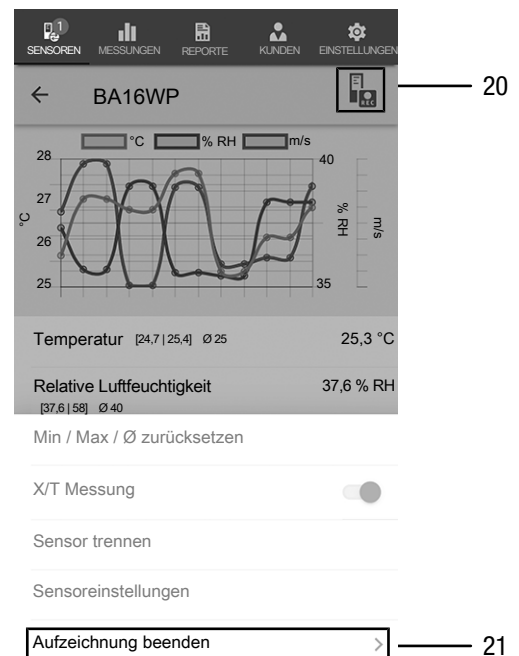 1
SENSOREN MESSUNGEN REPORTE KUNDEN EINSTELLUNGEN
BA16WP
REC
20
°C % RH m/s
28 40
27
°C % RH m/s
26
25 35
Temperatur [24,7 | 25,4] Ø 25 25,3 °C
Relative Luftfeuchtigkeit 37,6 % RH
[37,6 | 58] Ø 40
Min / Max / Ø zurücksetzen
X/T Messung
Sensor trennen
Sensoreinstellungen
Aufzeichnung beenden
21